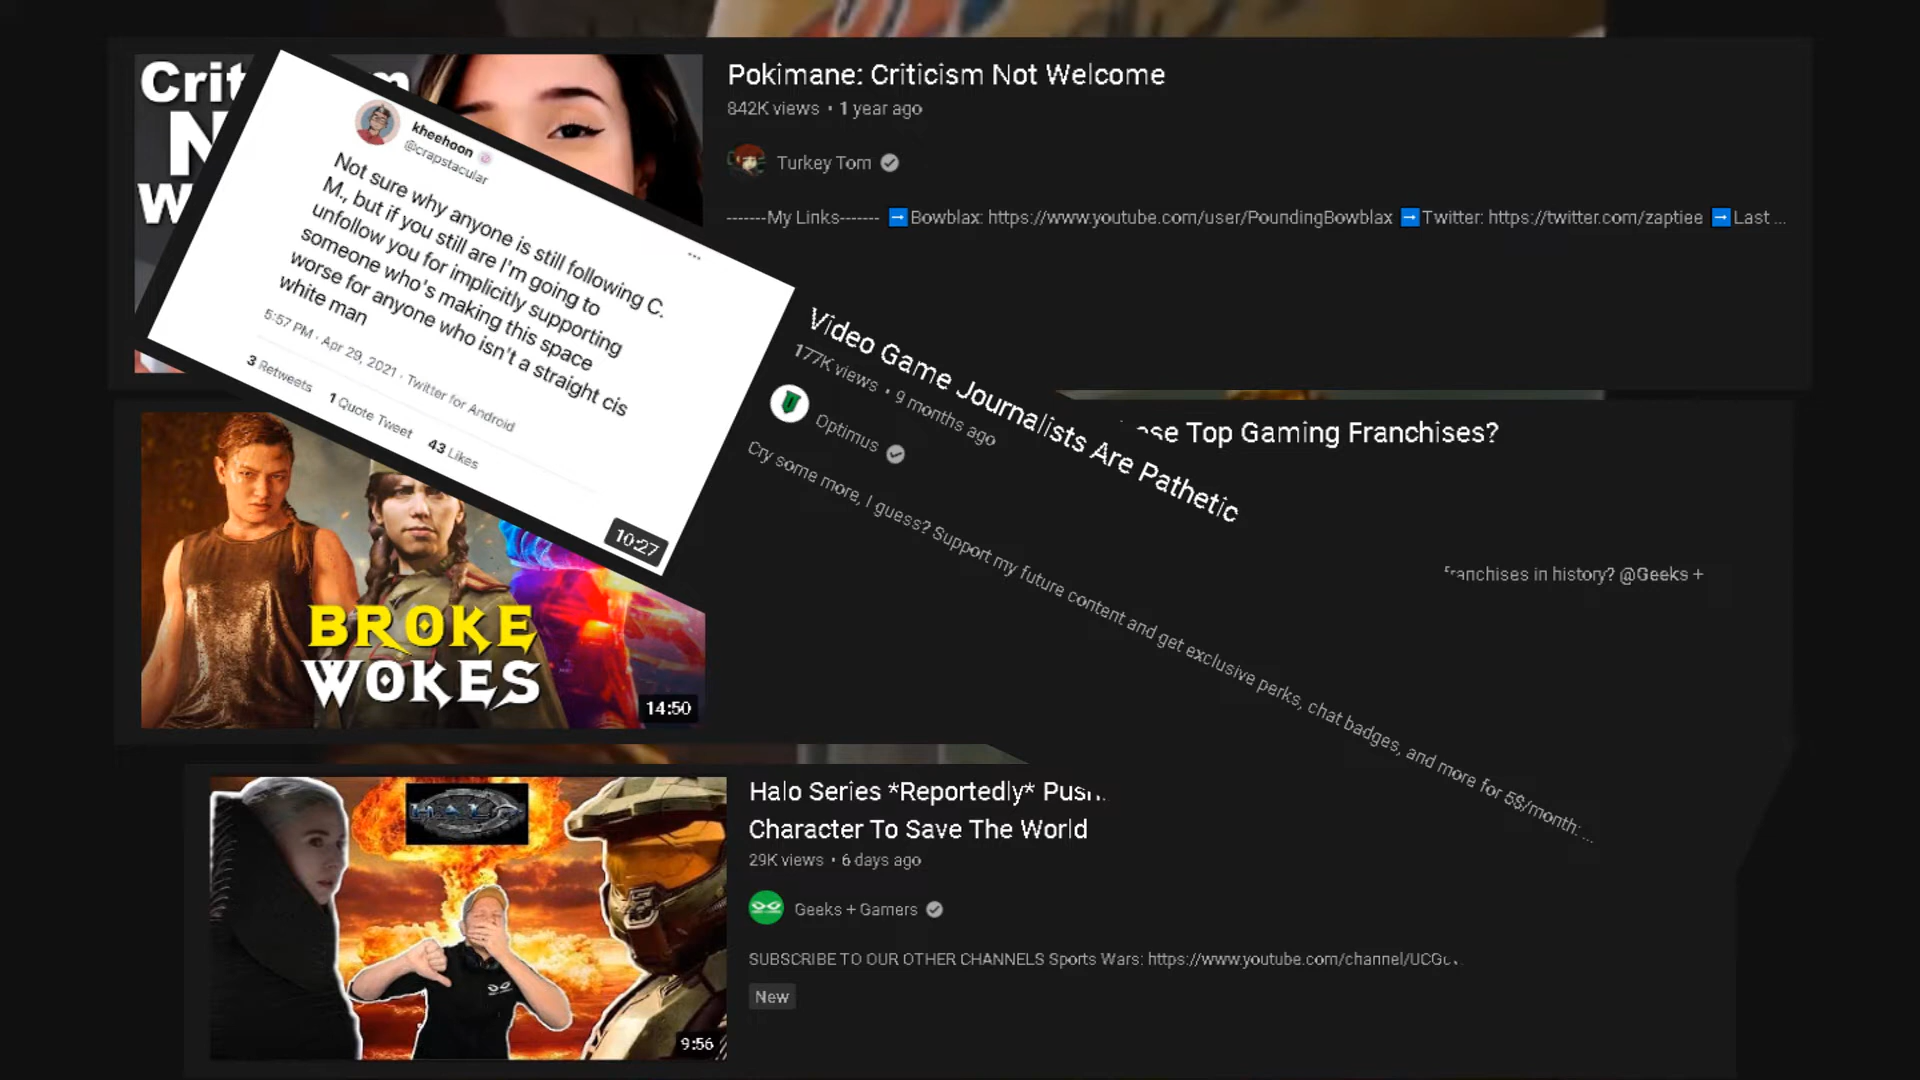 Crit
m
N
W
Pokimane: Criticism Not Welcome
842K views • 1 year ago
Turkey Tom
-------My Links------- ➡Bowblax: https://www.youtube.com/user/PoundingBowblax ➡Twitter: https://twitter.com/zaptiee ➡Last ...
kheehoon
@crapstacular
Not sure why anyone is still following C.
M., but if you still are I'm going to
unfollow you for implicitly supporting
someone who's making this space
worse for anyone who isn't a straight cis
white man
5:57 PM · Apr 29, 2021 · Twitter for Android
3 Retweets 1 Quote Tweet 43 Likes
10:27
Video Game Journalists Are Pathetic
177K views • 9 months ago
Optimus
Cry some more, I guess? Support my future content and get exclusive perks, chat badges, and more for 5$/month: ...
Top Gaming Franchises?
franchises in history? @Geeks +
BROKE
WOKES
14:50
HALO
Halo Series *Reportedly*
Character To Save The World
29K views • 6 days ago
Geeks + Gamers
SUBSCRIBE TO OUR OTHER CHANNELS Sports Wars: https://www.youtube.com/channel/UCG
New
9:56